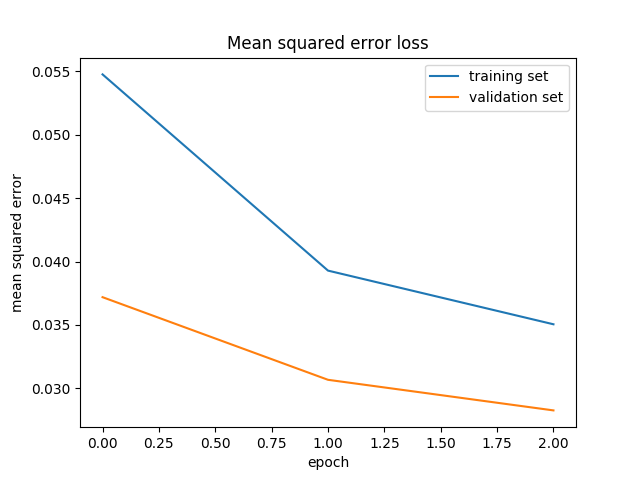 Mean squared error loss
training set
validation set
mean squared error
0.055
0.050
0.045
0.040
0.035
0.030
0.00 0.25 0.50 0.75 1.00 1.25 1.50 1.75 2.00
epoch